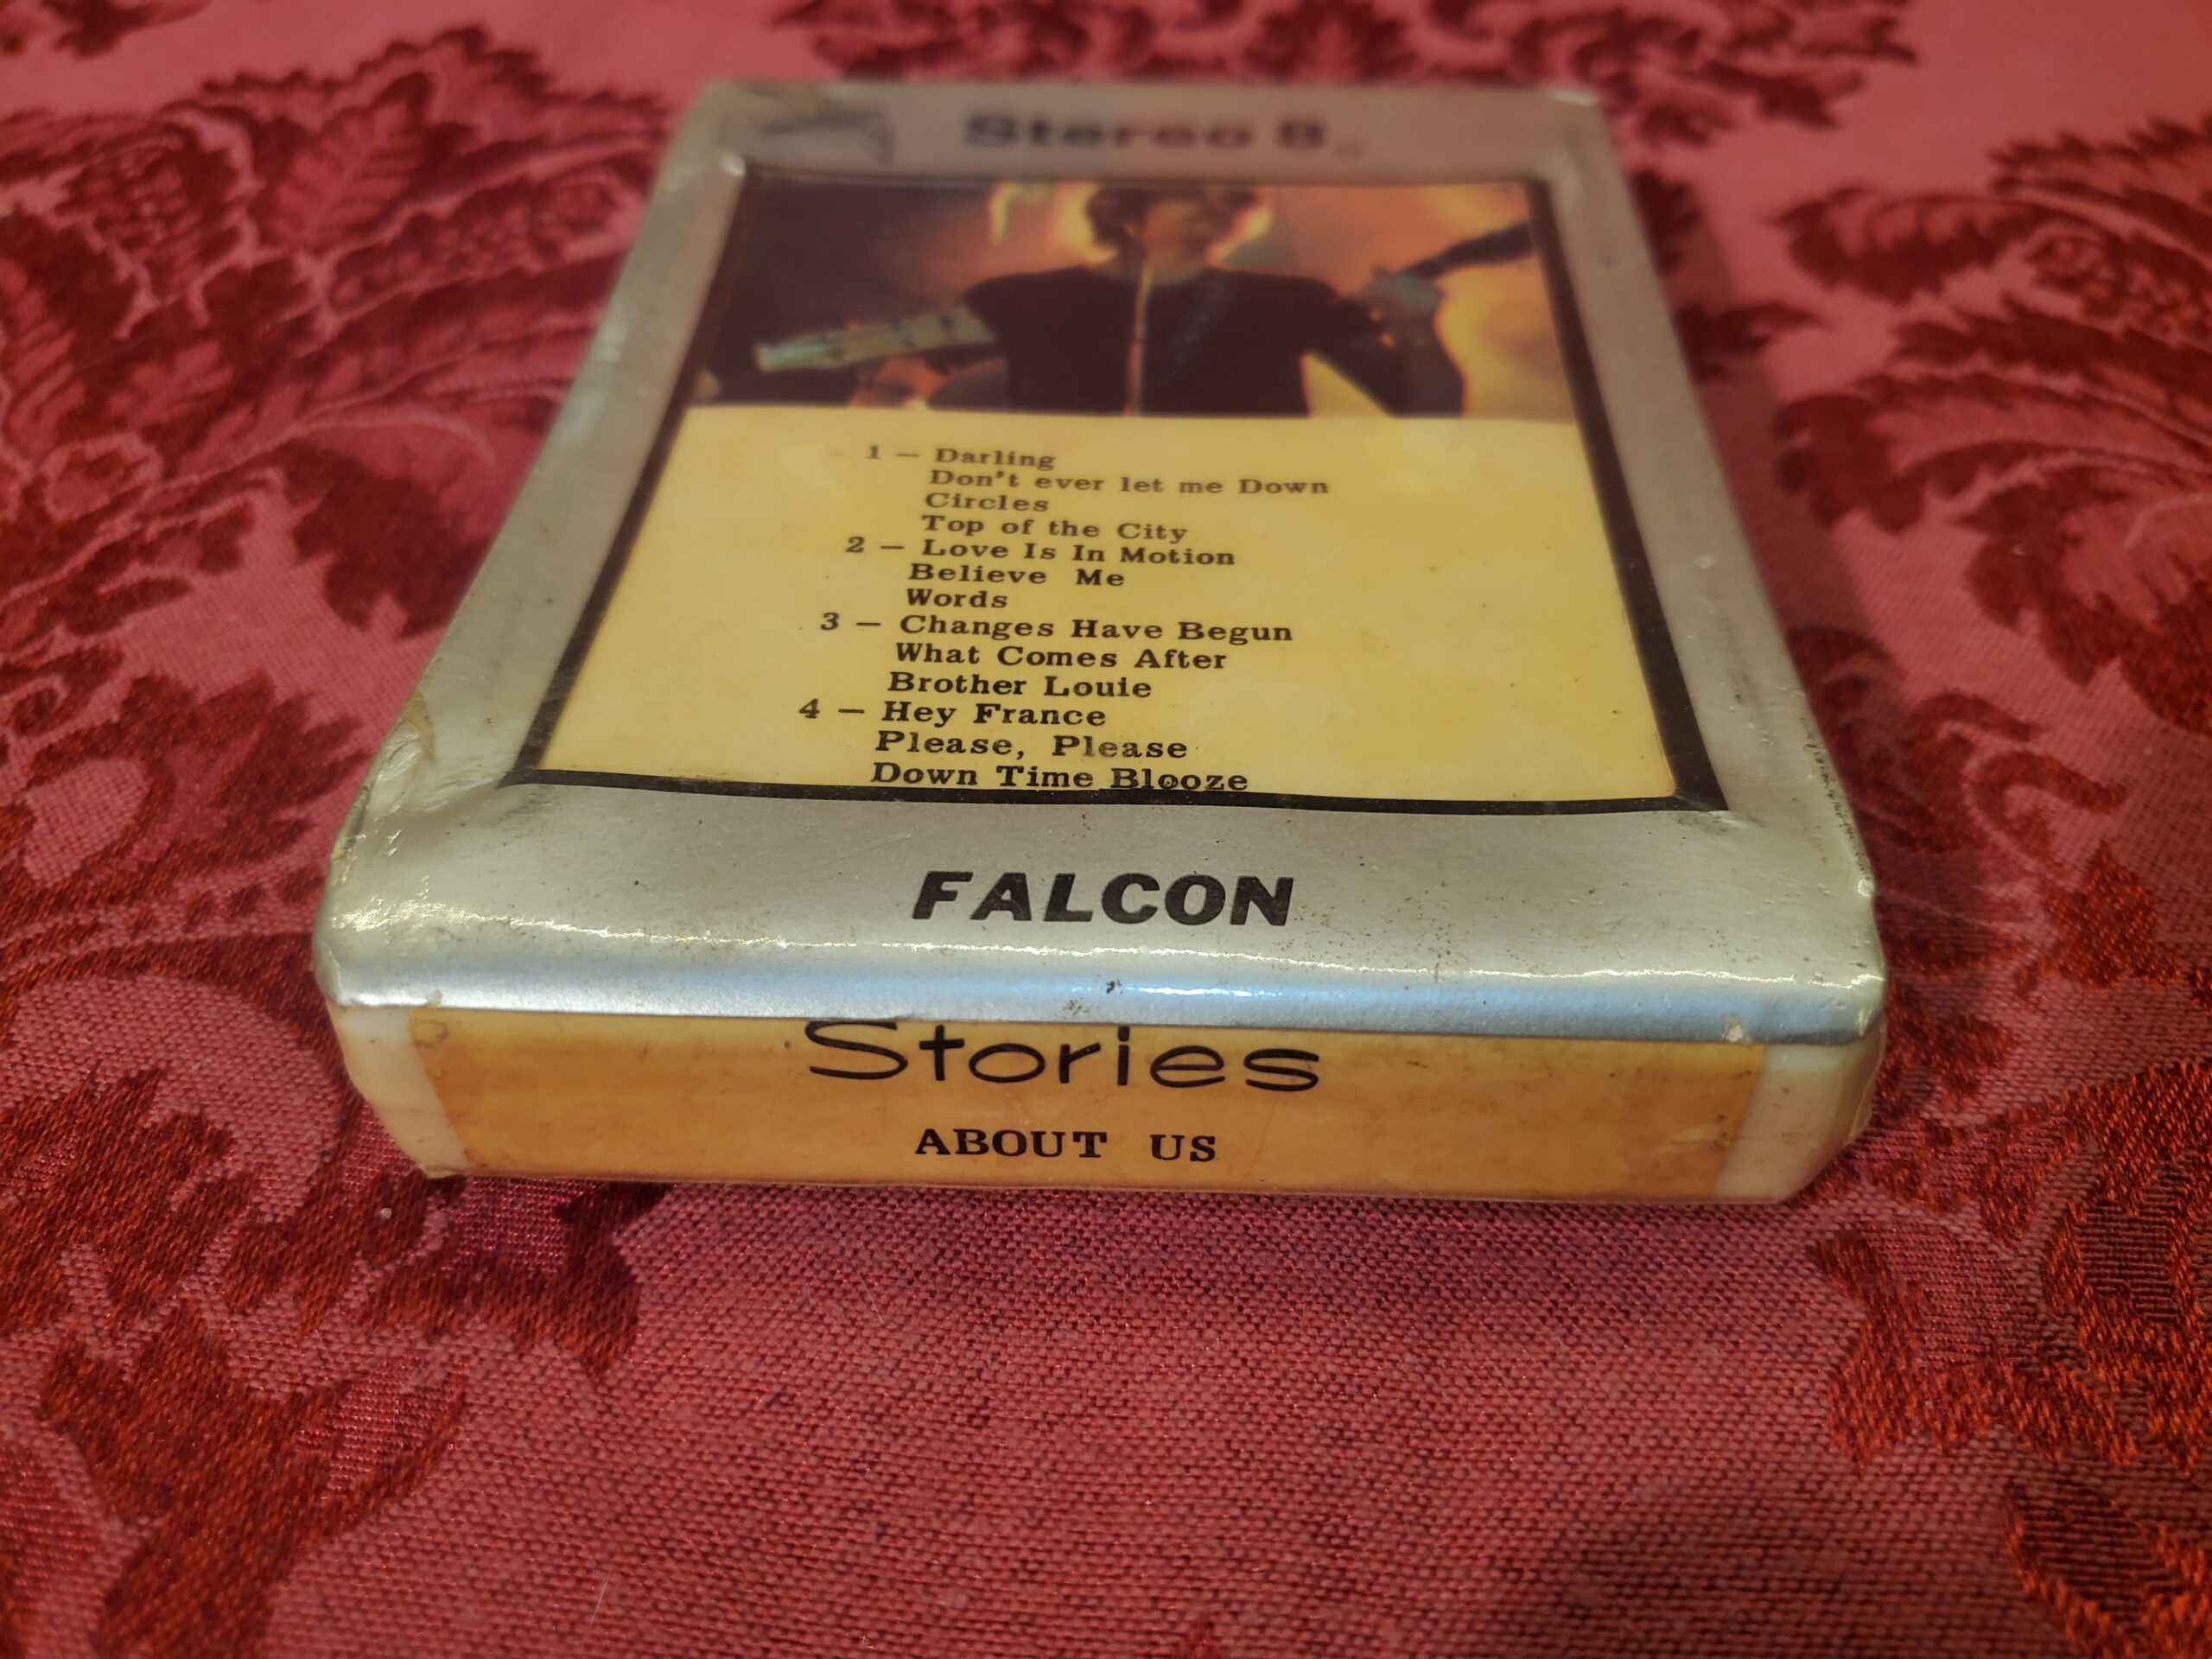 Stereo 8
1 — Darling
Don't ever let me Down
Circles
Top of the City
2 — Love Is In Motion
Believe Me
Words
3 — Changes Have Begun
What Comes After
Brother Louie
4 — Hey France
Please, Please
Down Time Blooze
FALCON
Stories
ABOUT US